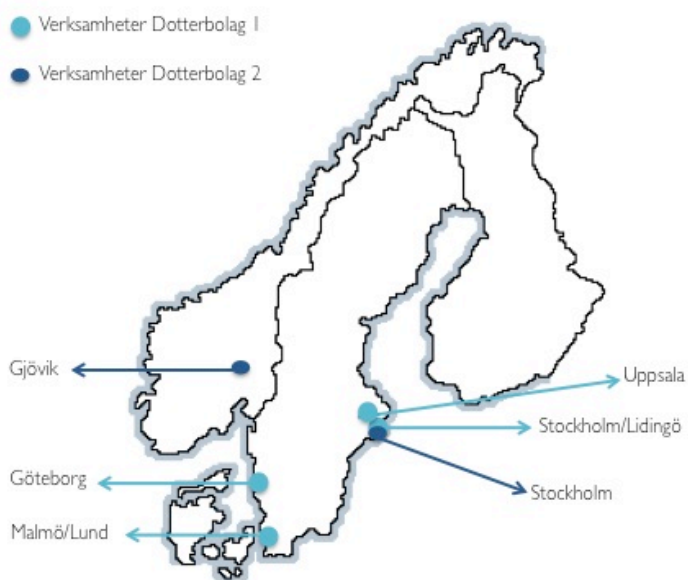 Verksamheter Dotterbolag 1
Verksamheter Dotterbolag 2
Gjövik
Uppsala
Stockholm/Lidingö
Göteborg
Stockholm
Malmö/Lund